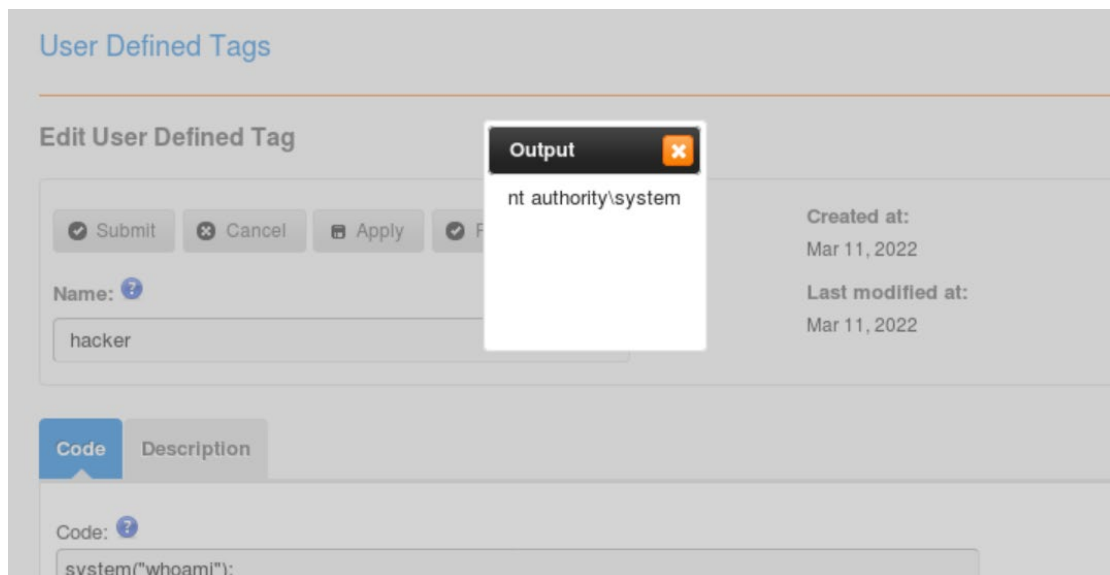 User Defined Tags
Edit User Defined Tag
Output
nt authority\system
Submit Cancel Apply
Created at:
Mar 11, 2022
Name:
Last modified at:
Mar 11, 2022
hacker
Code Description
Code:
system("whoami");